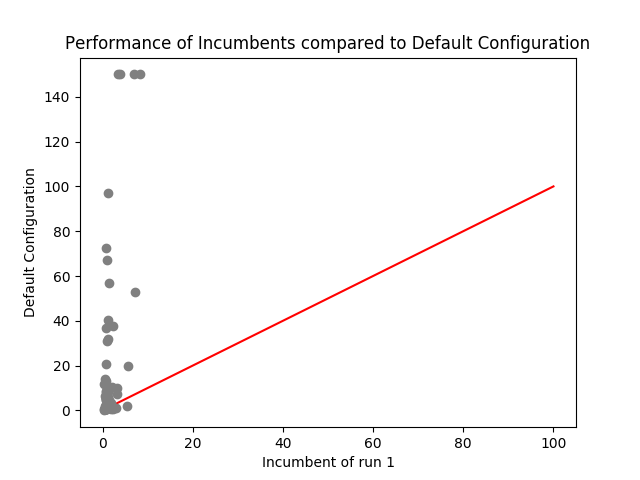 Performance of Incumbents compared to Default Configuration
140
120
100
80
60
40
20
0
Default Configuration
0 20 40 60 80 100
Incumbent of run 1